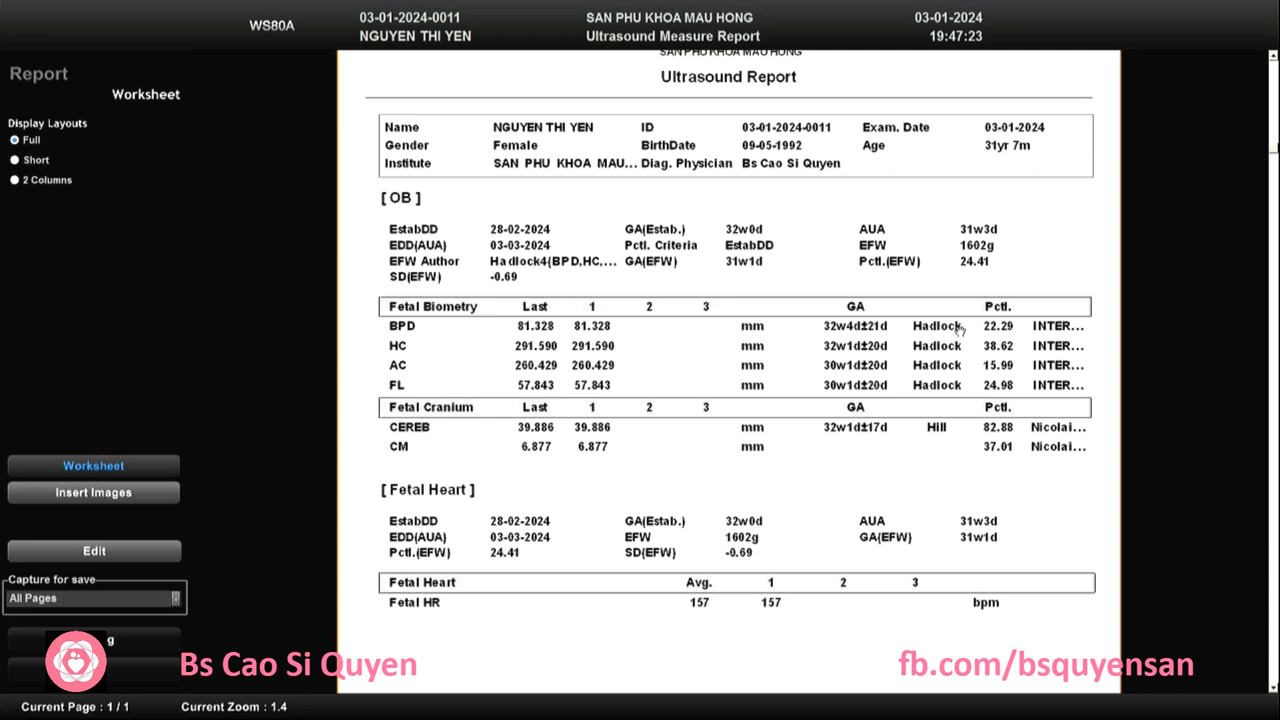 WS80A
03-01-2024-0011 SAN PHU KHOA MAU HONG 03-01-2024
NGUYEN THI YEN Ultrasound Measure Report 19:47:23
Report
Worksheet
Display Layouts
Full
Short
2 Columns
Worksheet
Insert Images
Edit
Capture for save
All Pages
g
SAN PHU KHOA MAU HONG
Ultrasound Report
Name NGUYEN THI YEN ID 03-01-2024-0011 Exam. Date 03-01-2024
Gender Female BirthDate 09-05-1992 Age 31yr 7m
Institute SAN PHU KHOA MAU... Diag. Physician Bs Cao Si Quyen
[ OB ]
EstabDD 28-02-2024 GA(Estab.) 32w0d AUA 31w3d
EDD(AUA) 03-03-2024 Pctl. Criteria EstabDD EFW 1602g
EFW Author Hadlock4(BPD,HC,... GA(EFW) 31w1d Pctl.(EFW) 24.41
SD(EFW) -0.69
Fetal Biometry Last 1 2 3 GA Pctl.
BPD 81.328 81.328 mm 32w4d±21d Hadlock 22.29 INTER...
HC 291.590 291.590 mm 32w1d±20d Hadlock 38.62 INTER...
AC 260.429 260.429 mm 30w1d±20d Hadlock 15.99 INTER...
FL 57.843 57.843 mm 30w1d±20d Hadlock 24.98 INTER...
Fetal Cranium Last 1 2 3 GA Pctl.
CEREB 39.886 39.886 mm 32w1d±17d Hill 82.88 Nicolai...
CM 6.877 6.877 mm 37.01 Nicolai...
[ Fetal Heart ]
EstabDD 28-02-2024 GA(Estab.) 32w0d AUA 31w3d
EDD(AUA) 03-03-2024 EFW 1602g GA(EFW) 31w1d
Pctl.(EFW) 24.41 SD(EFW) -0.69
Fetal Heart Avg. 1 2 3
Fetal HR 157 157 bpm
Bs Cao Si Quyen fb.com/bsquyensan
Current Page : 1 / 1 Current Zoom : 1.4